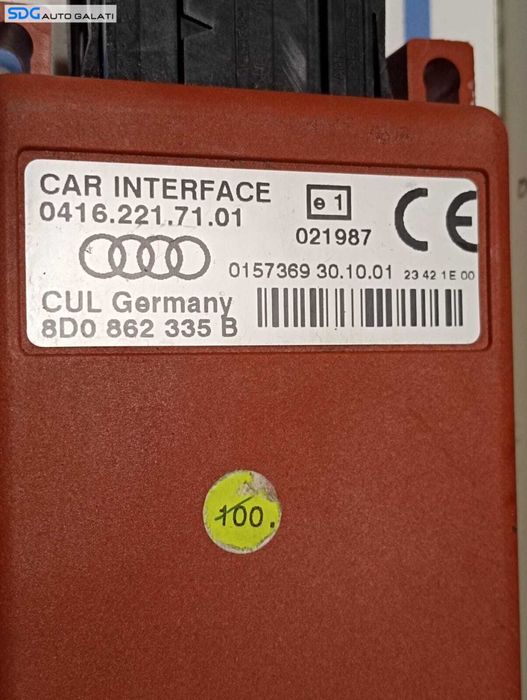 SDG AUTO GALATI
CAR INTERFACE
0416.221.71.01
e 1
021987
CE
0157369 30.10.01 23 42 1E 00
CUL Germany
8D0 862 335 B
100.